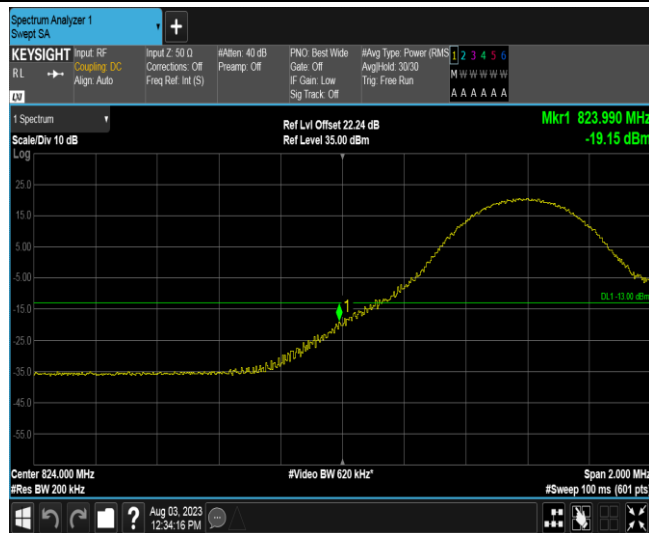 Spectrum Analyzer 1
Swept SA
+
KEYSIGHT
RL
Input: RF
Coupling: DC
Align: Auto
Input Z: 50 Ω
Corrections: Off
Freq Ref: Int (S)
#Atten: 40 dB
Preamp: Off
PNO: Best Wide
Gate: Off
IF Gain: Low
Sig Track: Off
#Avg Type: Power (RMS
Avg|Hold: 30/30
Trig: Free Run
1 2 3 4 5 6
M W W W W W
A A A A A A
LXI
1 Spectrum
Scale/Div 10 dB
Ref Lvl Offset 22.24 dB
Ref Level 35.00 dBm
Mkr1 823.990 MHz
-19.15 dBm
Log
25.0
15.0
5.00
-5.00
DL1 -13.00 dBm
1
-15.0
-25.0
-35.0
-45.0
-55.0
Center 824.000 MHz
#Video BW 620 kHz*
Span 2.000 MHz
#Res BW 200 kHz
#Sweep 100 ms (601 pts)
?
Aug 03, 2023
12:34:16 PM